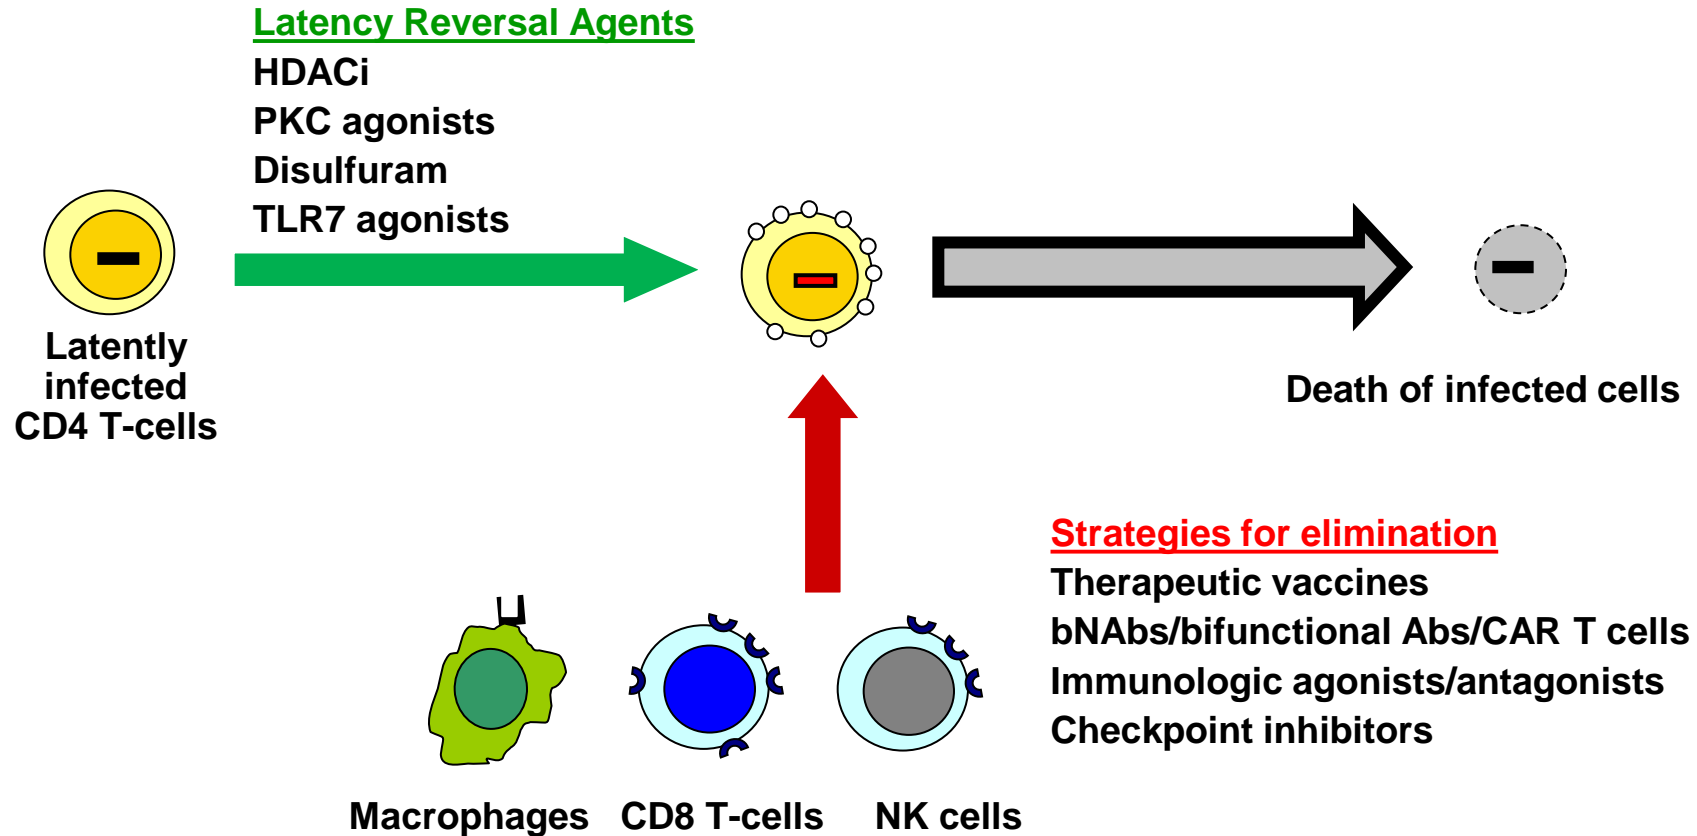 Latency Reversal Agents
HDACi
PKC agonists
Disulfuram
TLR7 agonists
Latently
infected
CD4 T-cells
Death of infected cells
Strategies for elimination
Therapeutic vaccines
bNAbs/bifunctional Abs/CAR T cells
Immunologic agonists/antagonists
Checkpoint inhibitors
Macrophages CD8 T-cells NK cells